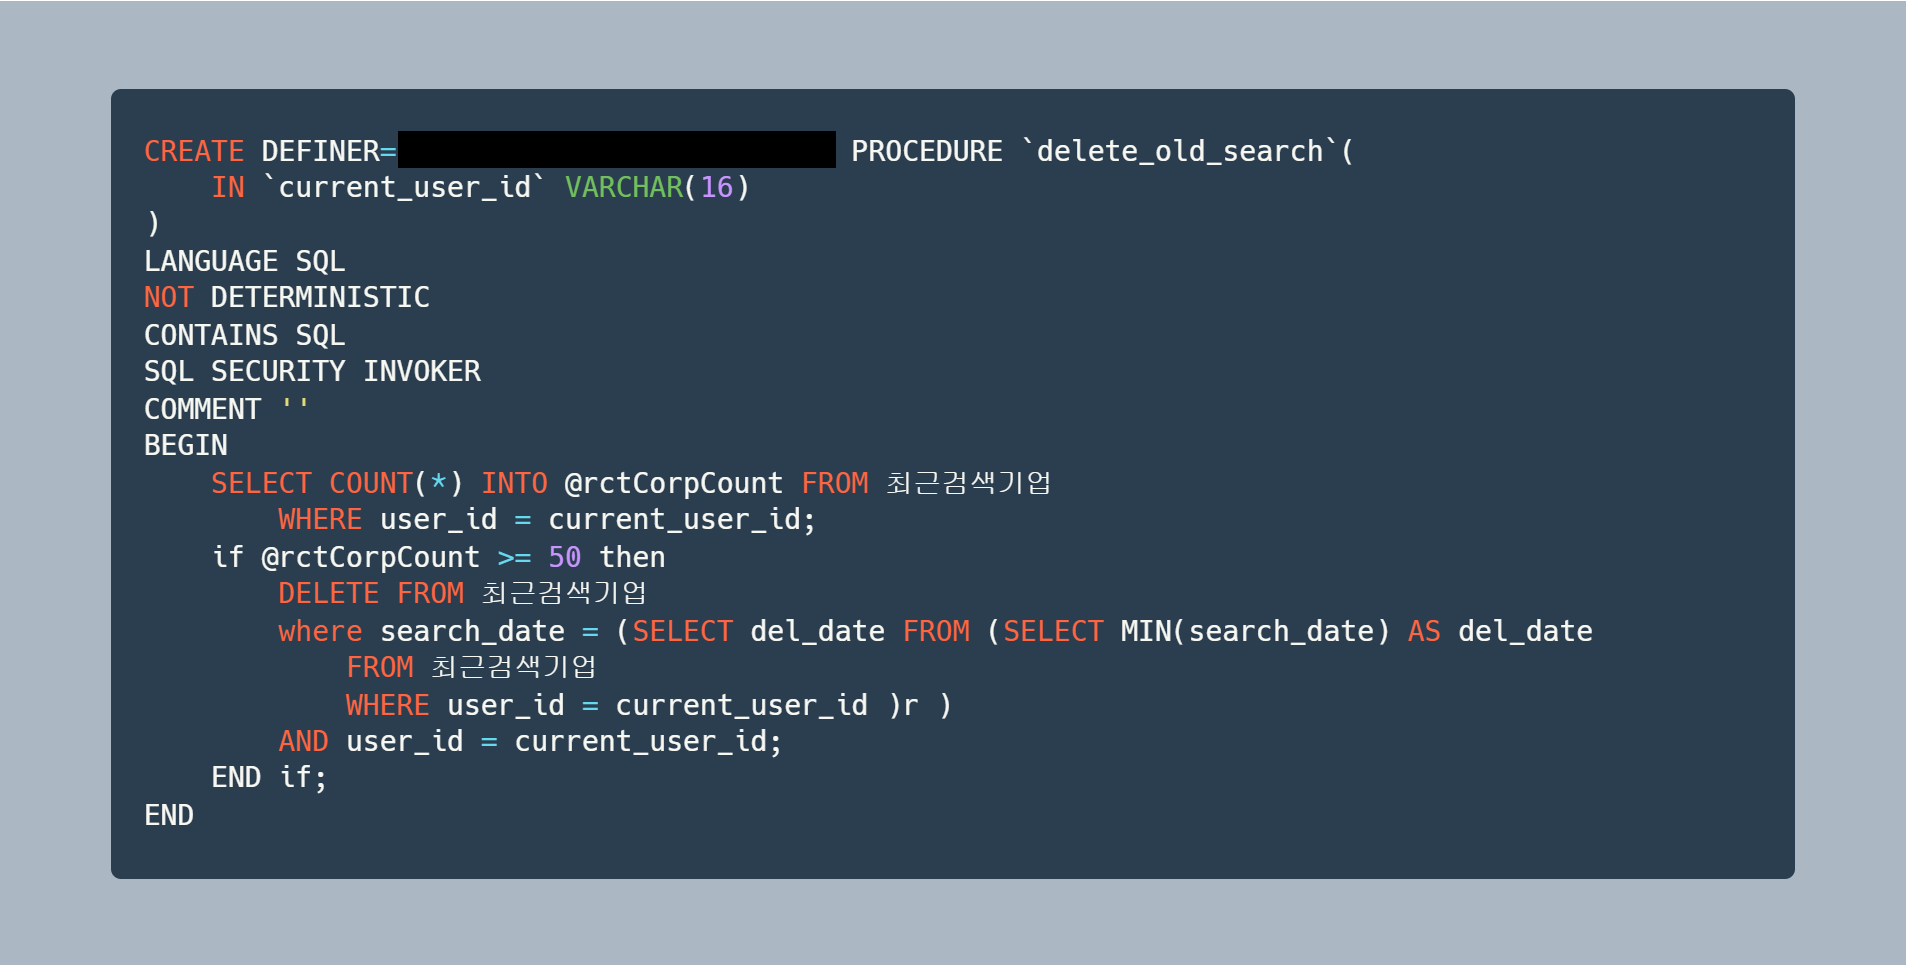 CREATE DEFINER= PROCEDURE `delete_old_search`(
    IN `current_user_id` VARCHAR(16)
)
LANGUAGE SQL
NOT DETERMINISTIC
CONTAINS SQL
SQL SECURITY INVOKER
COMMENT ''
BEGIN
    SELECT COUNT(*) INTO @rctCorpCount FROM 최근검색기업
        WHERE user_id = current_user_id;
    if @rctCorpCount >= 50 then
        DELETE FROM 최근검색기업
        where search_date = (SELECT del_date FROM (SELECT MIN(search_date) AS del_date
            FROM 최근검색기업
            WHERE user_id = current_user_id )r )
        AND user_id = current_user_id;
    END if;
END